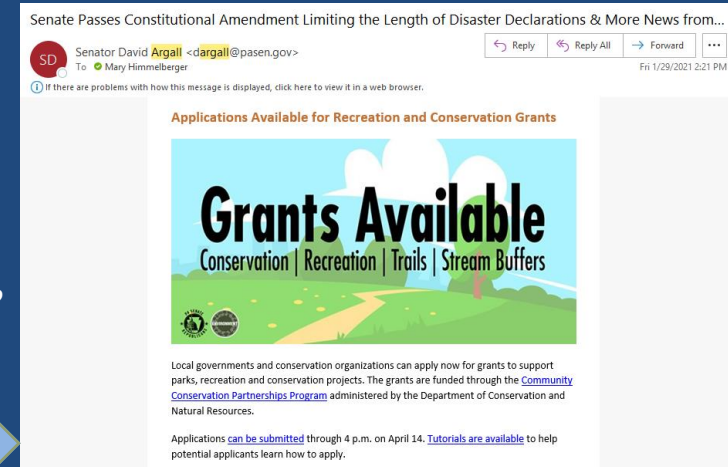 Senate Passes Constitutional Amendment Limiting the Length of Disaster Declarations & More News from...
SD
Senator David Argall <dargall@pasen.gov>
To Mary Himmelberger
Reply
Reply All
Forward
...
Fri 1/29/2021 2:21 PM
If there are problems with how this message is displayed, click here to view it in a web browser.
Applications Available for Recreation and Conservation Grants
Grants Available
Conservation | Recreation | Trails | Stream Buffers
Local governments and conservation organizations can apply now for grants to support
parks, recreation and conservation projects. The grants are funded through the Community
Conservation Partnerships Program administered by the Department of Conservation and
Natural Resources.
Applications can be submitted through 4 p.m. on April 14. Tutorials are available to help
potential applicants learn how to apply.